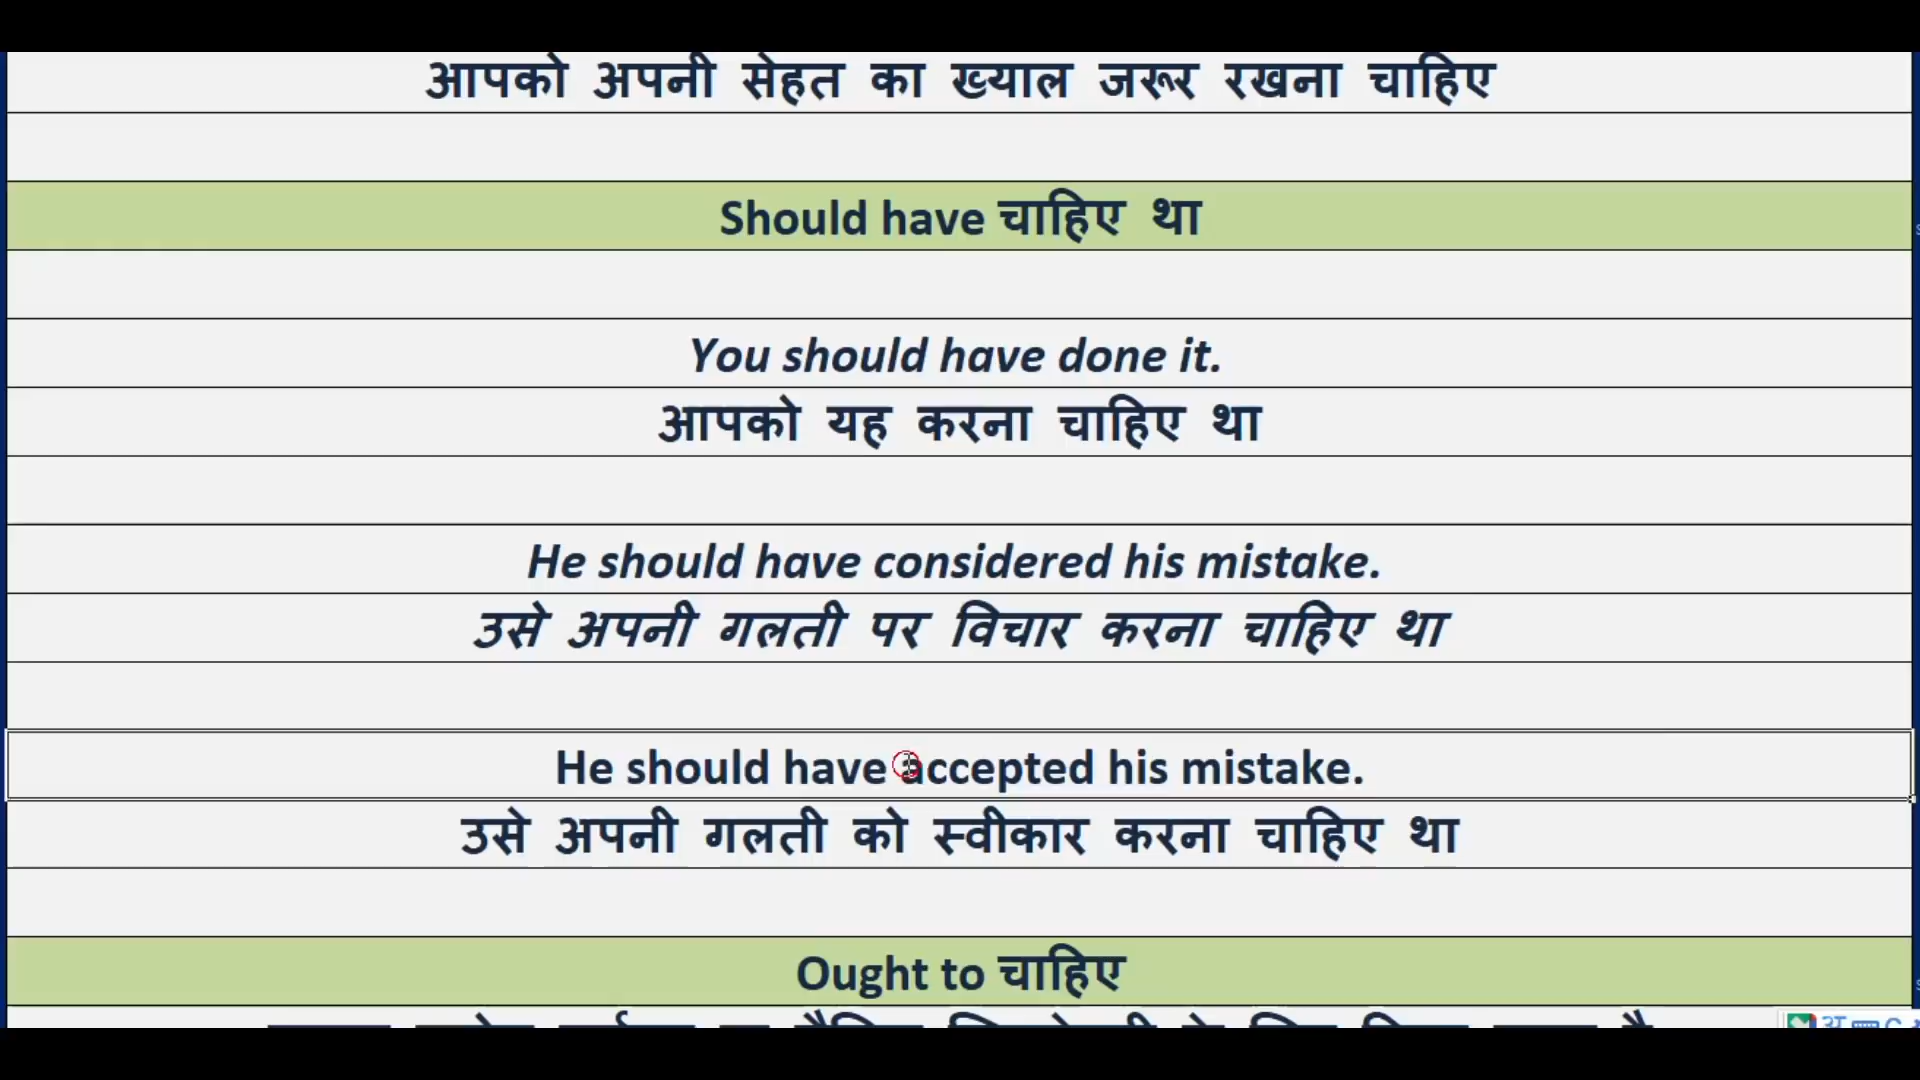 आपको अपनी सेहत का ख्याल जरूर रखना चाहिए
Should have चाहिए था
You should have done it.
आपको यह करना चाहिए था
He should have considered his mistake.
उसे अपनी गलती पर विचार करना चाहिए था
He should have accepted his mistake.
उसे अपनी गलती को स्वीकार करना चाहिए था
Ought to चाहिए